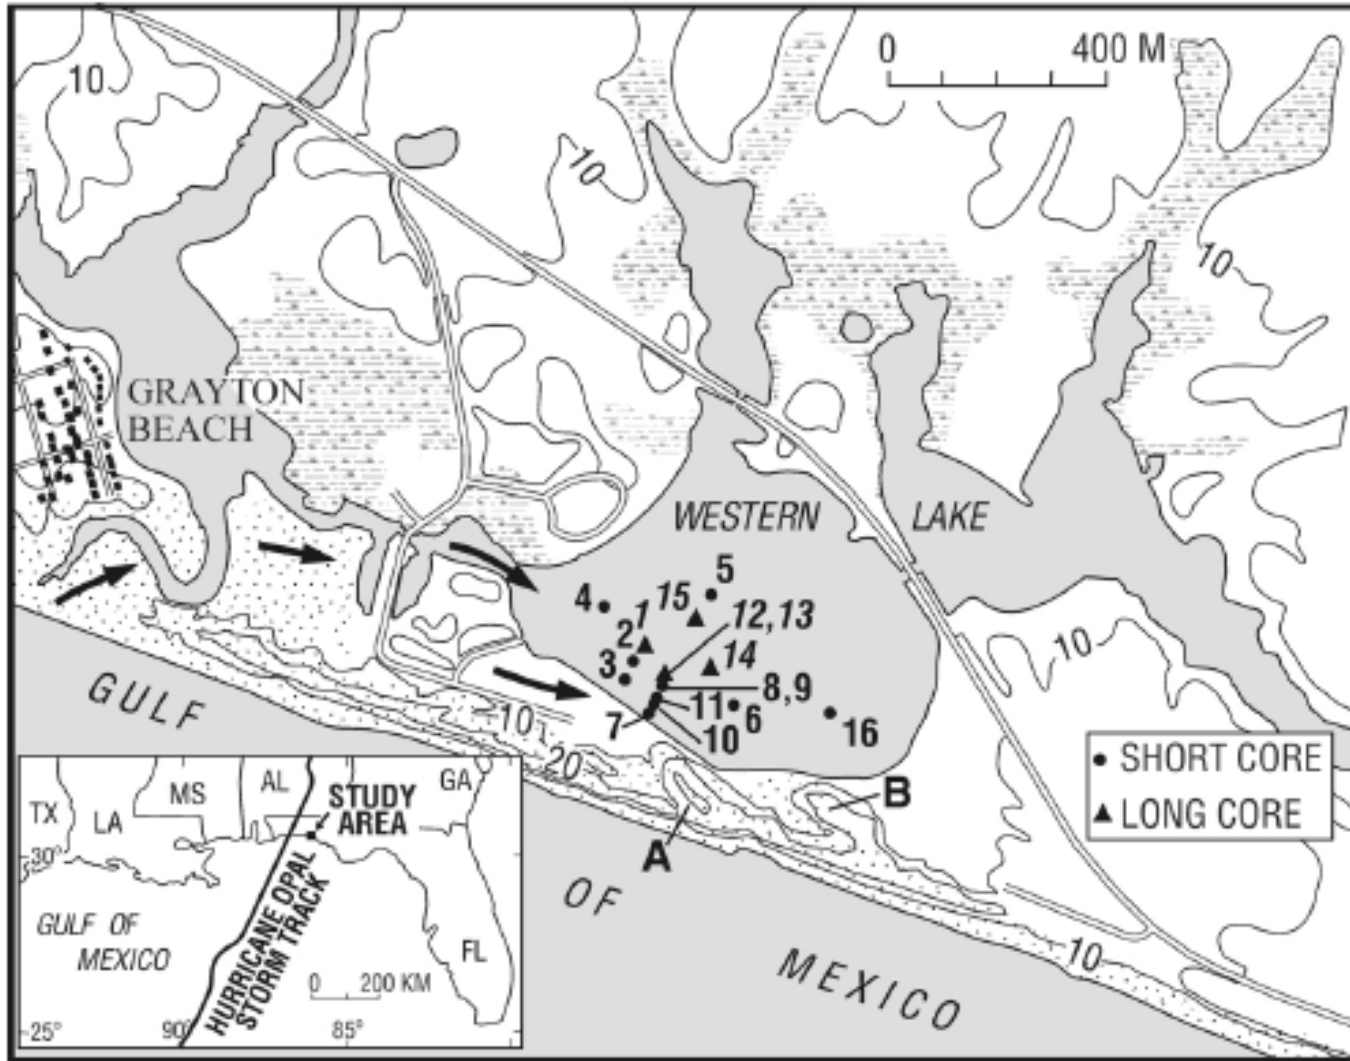 0 400 M
10
10
10
GRAYTON
BEACH
WESTERN LAKE
5
4
15
1
12,13
2
14
3
10
8,9
11
6
7
16
10
10
20
GULF
OF
MEXICO
A
B
10
● SHORT CORE
▲ LONG CORE
TX
LA
MS
AL
GA
STUDY
AREA
30°
GULF OF
MEXICO
HURRICANE OPAL
STORM TRACK
FL
0 200 KM
25°
90°
85°